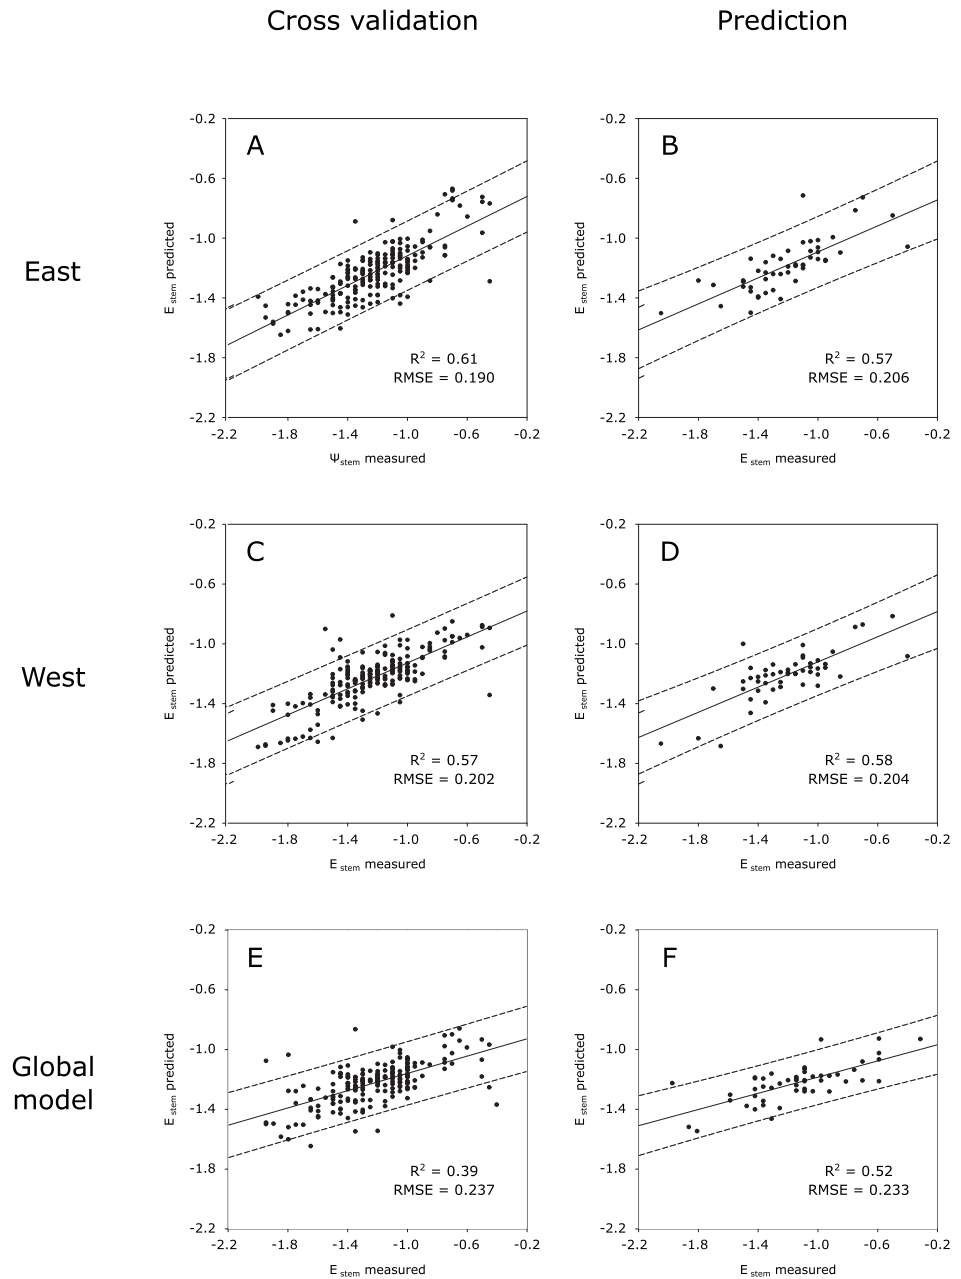 Cross validation
Prediction
East
A
-0.2
-0.6
-1.0
-1.4
-1.8
-2.2
E stem predicted
R² = 0.61
RMSE = 0.190
-2.2 -1.8 -1.4 -1.0 -0.6 -0.2
Ψstem measured
B
-0.2
-0.6
-1.0
-1.4
-1.8
-2.2
E stem predicted
R² = 0.57
RMSE = 0.206
-2.2 -1.8 -1.4 -1.0 -0.6 -0.2
E stem measured
West
C
-0.2
-0.6
-1.0
-1.4
-1.8
-2.2
E stem predicted
R² = 0.57
RMSE = 0.202
-2.2 -1.8 -1.4 -1.0 -0.6 -0.2
E stem measured
D
-0.2
-0.6
-1.0
-1.4
-1.8
-2.2
E stem predicted
R² = 0.58
RMSE = 0.204
-2.2 -1.8 -1.4 -1.0 -0.6 -0.2
E stem measured
Global
model
E
-0.2
-0.6
-1.0
-1.4
-1.8
-2.2
E stem predicted
R² = 0.39
RMSE = 0.237
-2.2 -1.8 -1.4 -1.0 -0.6 -0.2
E stem measured
F
-0.2
-0.6
-1.0
-1.4
-1.8
-2.2
E stem predicted
R² = 0.52
RMSE = 0.233
-2.2 -1.8 -1.4 -1.0 -0.6 -0.2
E stem measured